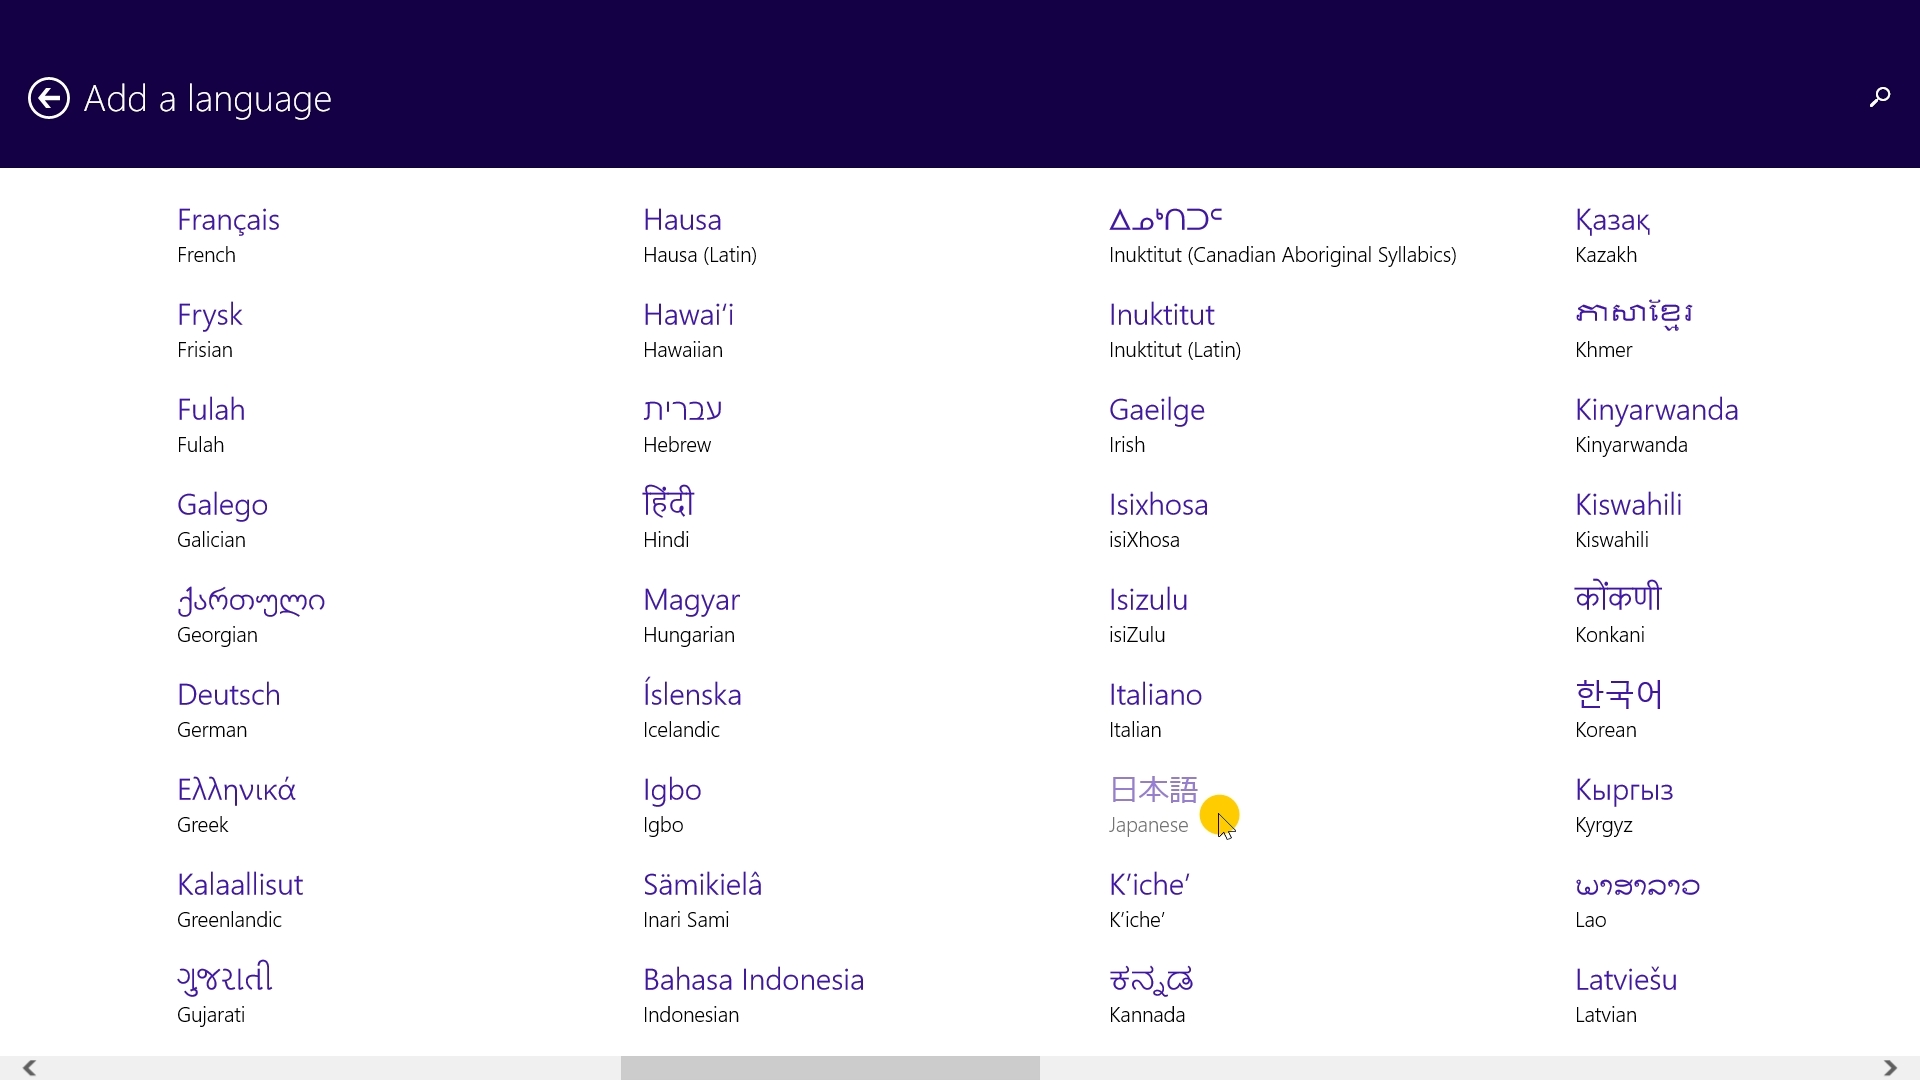 Add a language
Français
French
Frysk
Frisian
Fulah
Fulah
Galego
Galician
ქართული
Georgian
Deutsch
German
Ελληνικά
Greek
Kalaallisut
Greenlandic
ગુજરાતી
Gujarati
Hausa
Hausa (Latin)
Hawaiʻi
Hawaiian
עברית
Hebrew
हिंदी
Hindi
Magyar
Hungarian
Íslenska
Icelandic
Igbo
Igbo
Sämikielâ
Inari Sami
Bahasa Indonesia
Indonesian
ᐃᓄᒃᑎᑐᑦ
Inuktitut (Canadian Aboriginal Syllabics)
Inuktitut
Inuktitut (Latin)
Gaeilge
Irish
Isixhosa
isiXhosa
Isizulu
isiZulu
Italiano
Italian
日本語
Japanese
K'iche'
K'iche'
ಕನ್ನಡ
Kannada
Қазақ
Kazakh
ភាសាខ្មែរ
Khmer
Kinyarwanda
Kinyarwanda
Kiswahili
Kiswahili
कोंकणी
Konkani
한국어
Korean
Кыргыз
Kyrgyz
ພາສາລາວ
Lao
Latviešu
Latvian